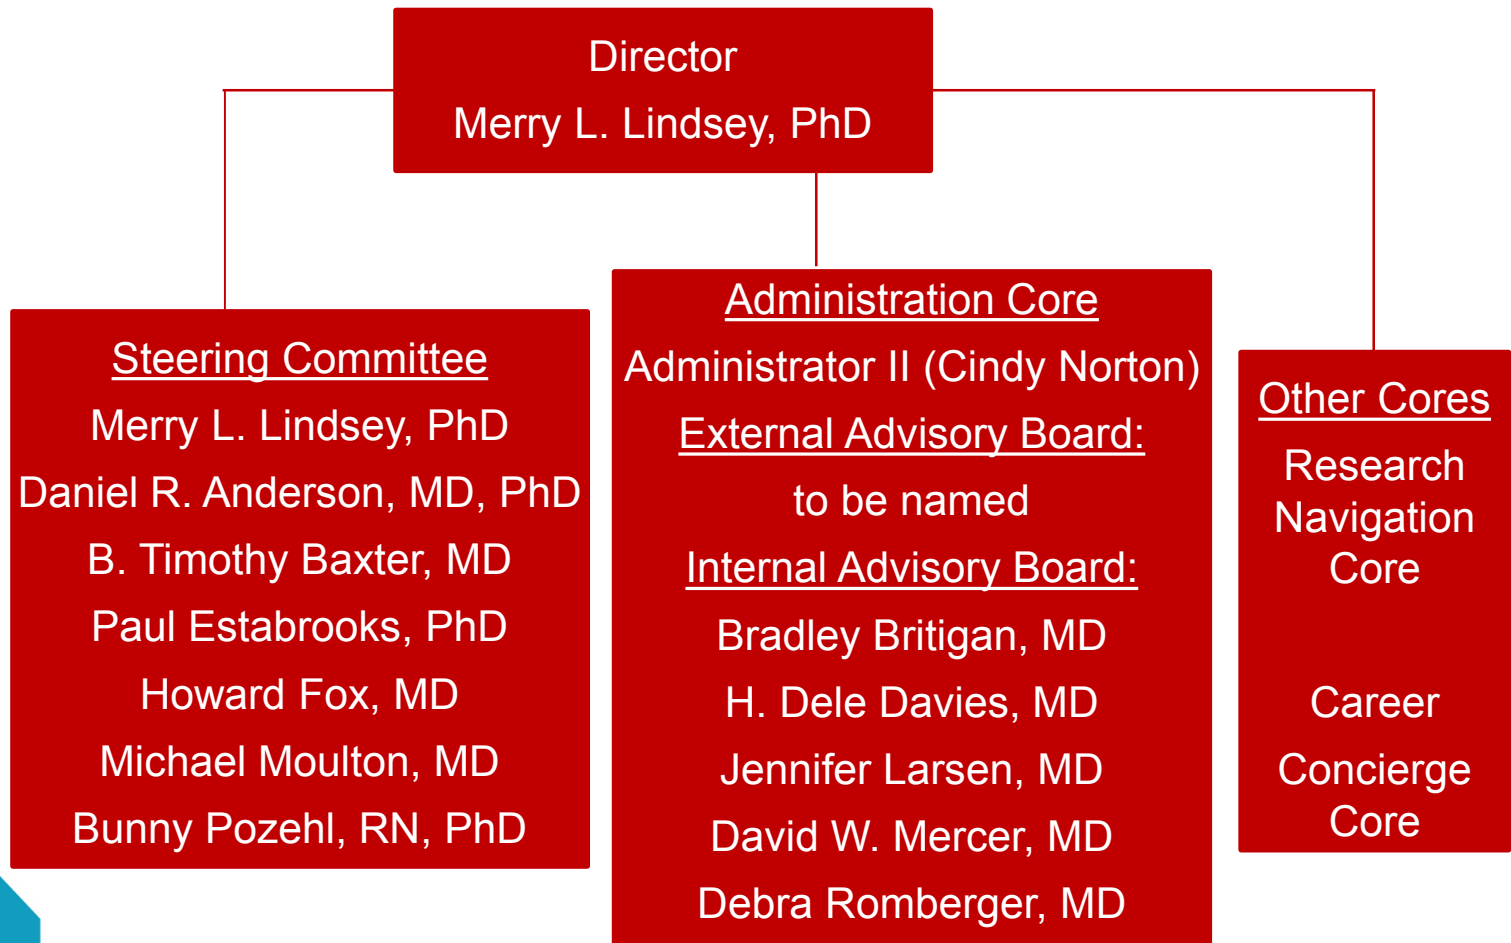 Director
Merry L. Lindsey, PhD
Steering Committee
Merry L. Lindsey, PhD
Daniel R. Anderson, MD, PhD
B. Timothy Baxter, MD
Paul Estabrooks, PhD
Howard Fox, MD
Michael Moulton, MD
Bunny Pozehl, RN, PhD
Administration Core
Administrator II (Cindy Norton)
External Advisory Board:
to be named
Internal Advisory Board:
Bradley Britigan, MD
H. Dele Davies, MD
Jennifer Larsen, MD
David W. Mercer, MD
Debra Romberger, MD
Other Cores
Research
Navigation
Core
Career
Concierge
Core